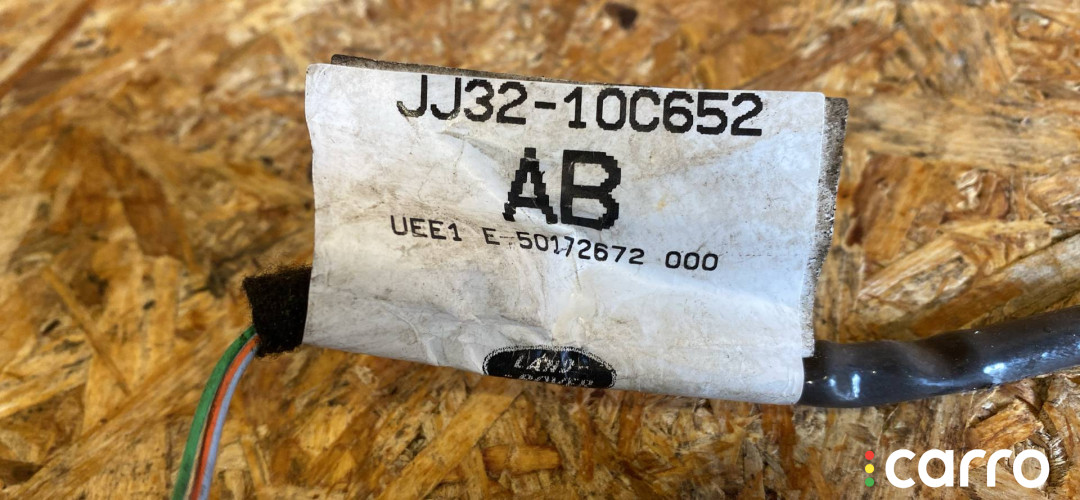 JJ32-10C652
AB
UEE1 E-50172672 000
LAND-
ROVER
carro